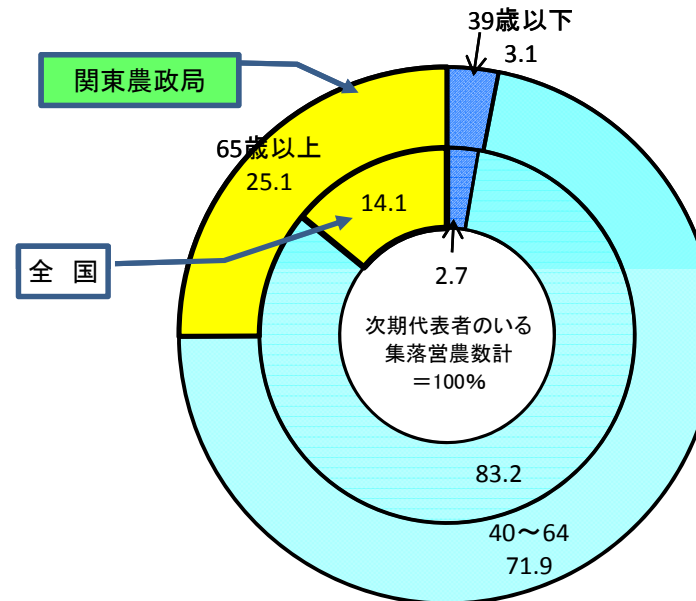 39歳以下
3.1
関東農政局
65歳以上
25.1
14.1
全 国
2.7
次期代表者のいる
集落営農数計
＝100%
83.2
40～64
71.9